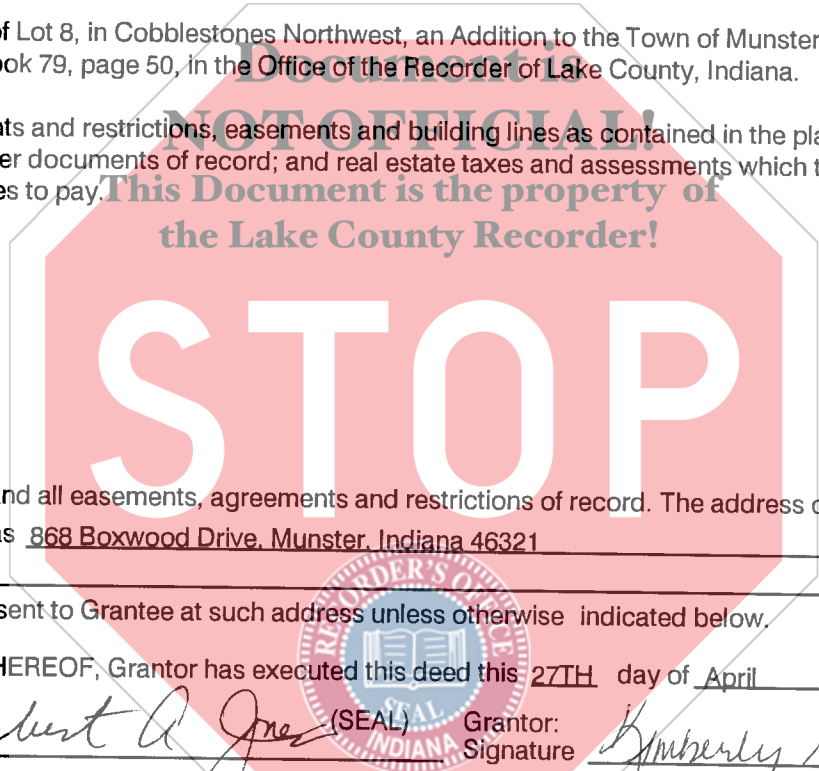 of Lot 8, in Cobblestones Northwest, an Addition to the Town of Munster
ook 79, page 50, in the Office of the Recorder of Lake County, Indiana.
Document is
NOT OFFICIAL!
This Document is the property of
the Lake County Recorder!
nts and restrictions, easements and building lines as contained in the pla
er documents of record; and real estate taxes and assessments which t
es to pay.
STOP
and all easements, agreements and restrictions of record. The address o
s 868 Boxwood Drive, Munster, Indiana 46321
sent to Grantee at such address unless otherwise indicated below.
HEREOF, Grantor has executed this deed this 27TH day of April
bert A Jones (SEAL) Grantor:
Signature Kimberly
RECORDER'S OFFICE
SEAL
INDIANA